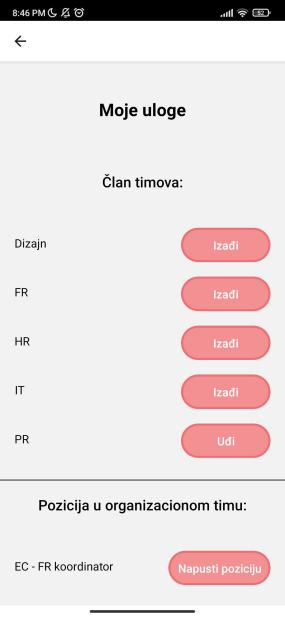 8:46 PM
52
Moje uloge
Član timova:
Dizajn Izađi
FR Izađi
HR Izađi
IT Izađi
PR Uđi
Pozicija u organizacionom timu:
EC - FR koordinator Napusti poziciju